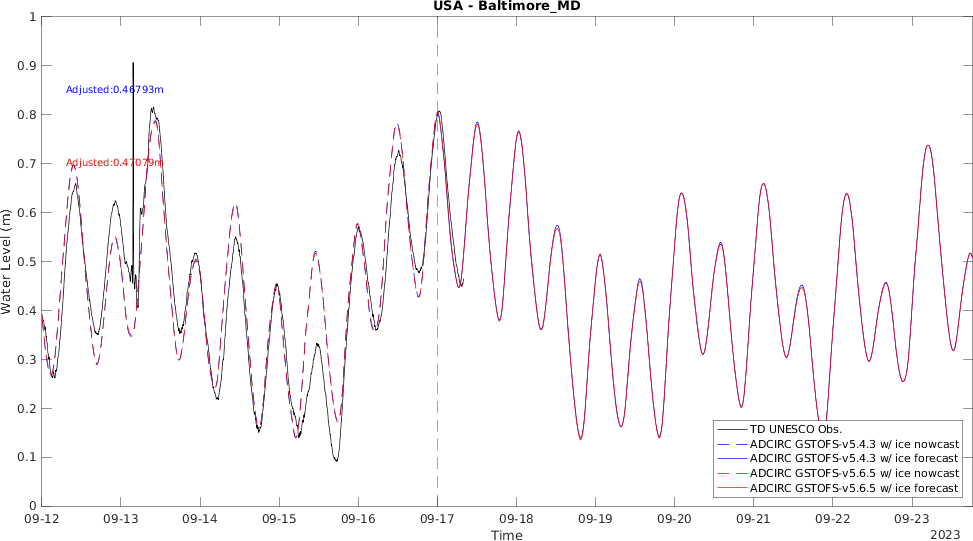 USA - Baltimore_MD
1
0.9
0.8
0.7
0.6
0.5
0.4
0.3
0.2
0.1
0
Water Level (m)
Adjusted:0.46793m
Adjusted:0.47079m
TD UNESCO Obs.
ADCIRC GSTOFS-v5.4.3 w/ ice nowcast
ADCIRC GSTOFS-v5.4.3 w/ ice forecast
ADCIRC GSTOFS-v5.6.5 w/ ice nowcast
ADCIRC GSTOFS-v5.6.5 w/ ice forecast
09-12 09-13 09-14 09-15 09-16 09-17 09-18 09-19 09-20 09-21 09-22 09-23
Time
2023